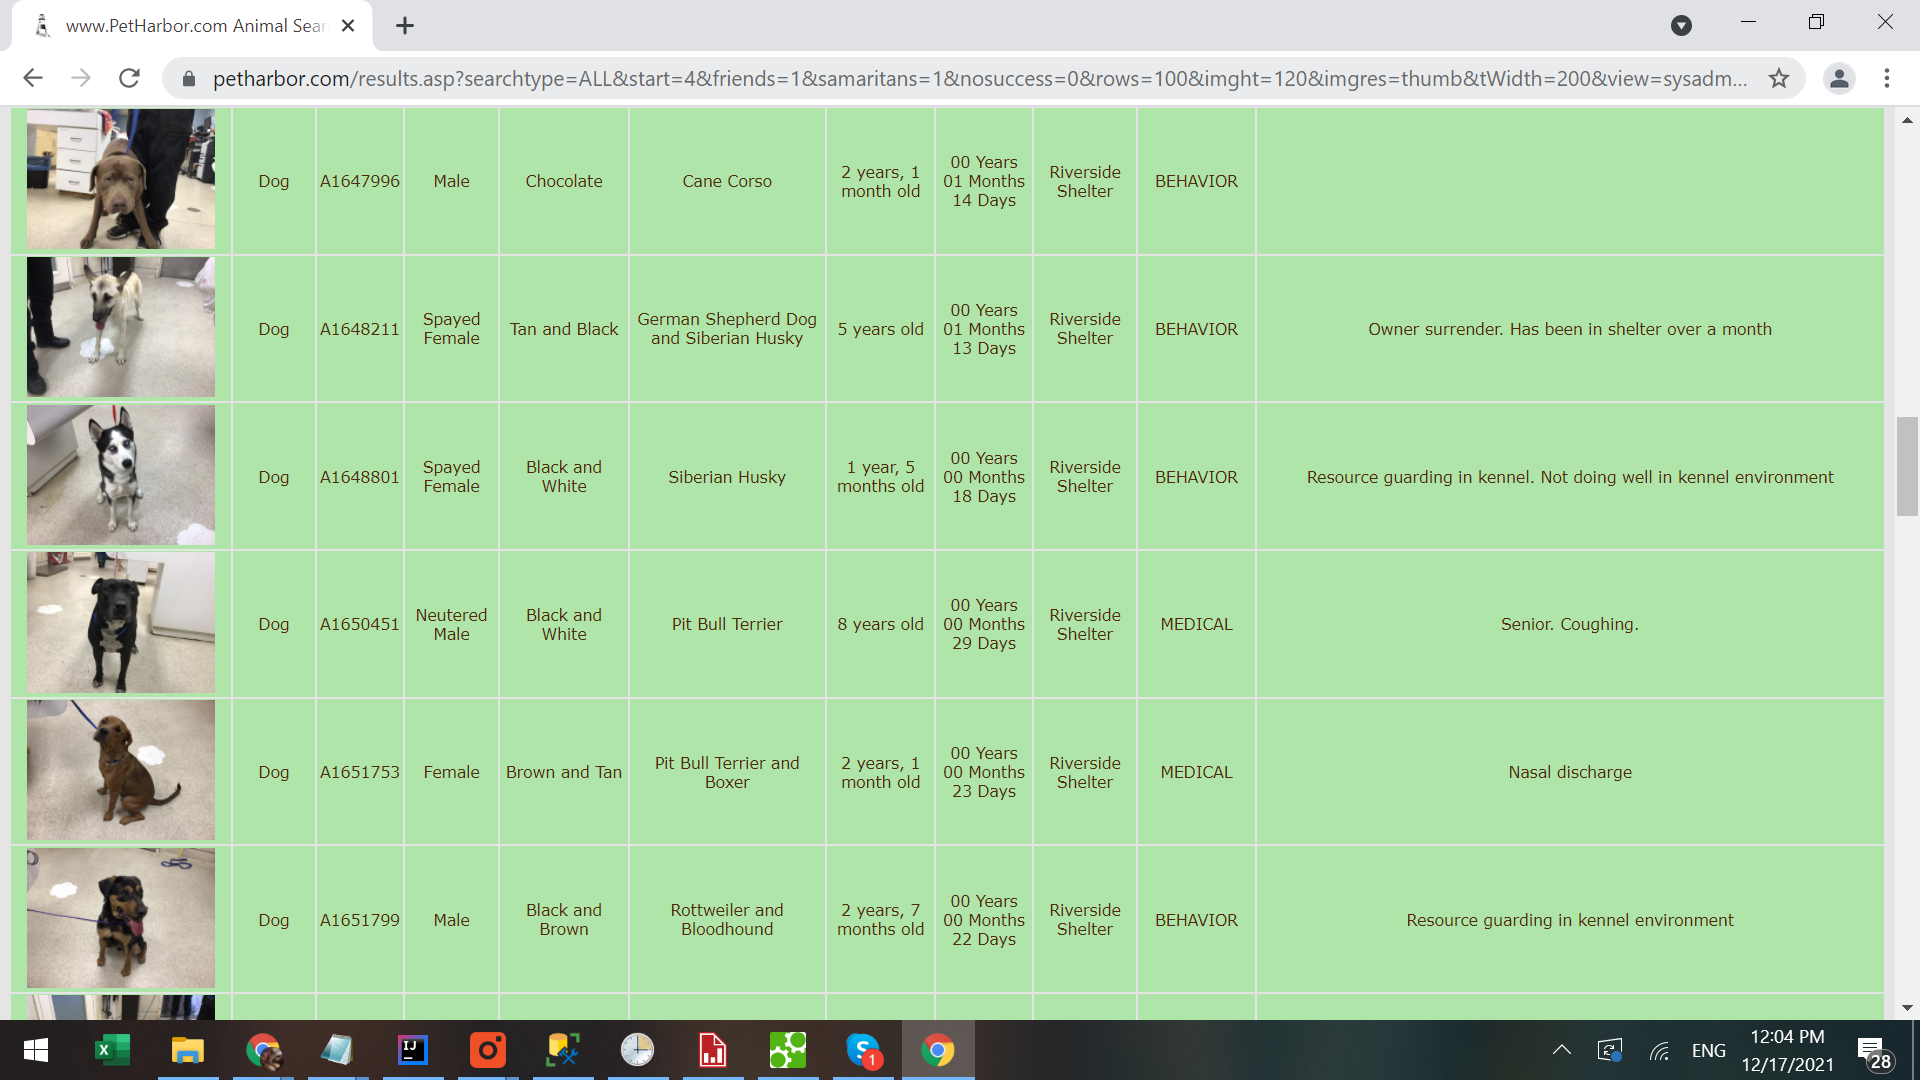 www.PetHarbor.com Animal Sear
petharbor.com/results.asp?searchtype=ALL&start=4&friends=1&samaritans=1&nosuccess=0&rows=100&imght=120&imgres=thumb&tWidth=200&view=sysadm...
Dog A1647996 Male Chocolate Cane Corso
2 years, 1
month old
00 Years
01 Months
14 Days
Riverside
Shelter
BEHAVIOR
Dog A1648211
Spayed
Female
Tan and Black
German Shepherd Dog
and Siberian Husky
5 years old
00 Years
01 Months
13 Days
Riverside
Shelter
BEHAVIOR
Owner surrender. Has been in shelter over a month
Dog A1648801
Spayed
Female
Black and
White
Siberian Husky
1 year, 5
months old
00 Years
00 Months
18 Days
Riverside
Shelter
BEHAVIOR
Resource guarding in kennel. Not doing well in kennel environment
Dog A1650451
Neutered
Male
Black and
White
Pit Bull Terrier
8 years old
00 Years
00 Months
29 Days
Riverside
Shelter
MEDICAL
Senior. Coughing.
Dog A1651753 Female Brown and Tan
Pit Bull Terrier and
Boxer
2 years, 1
month old
00 Years
00 Months
23 Days
Riverside
Shelter
MEDICAL
Nasal discharge
Dog A1651799 Male
Black and
Brown
Rottweiler and
Bloodhound
2 years, 7
months old
00 Years
00 Months
22 Days
Riverside
Shelter
BEHAVIOR
Resource guarding in kennel environment
X
IJ
S
1
ENG
12:04 PM
12/17/2021
28